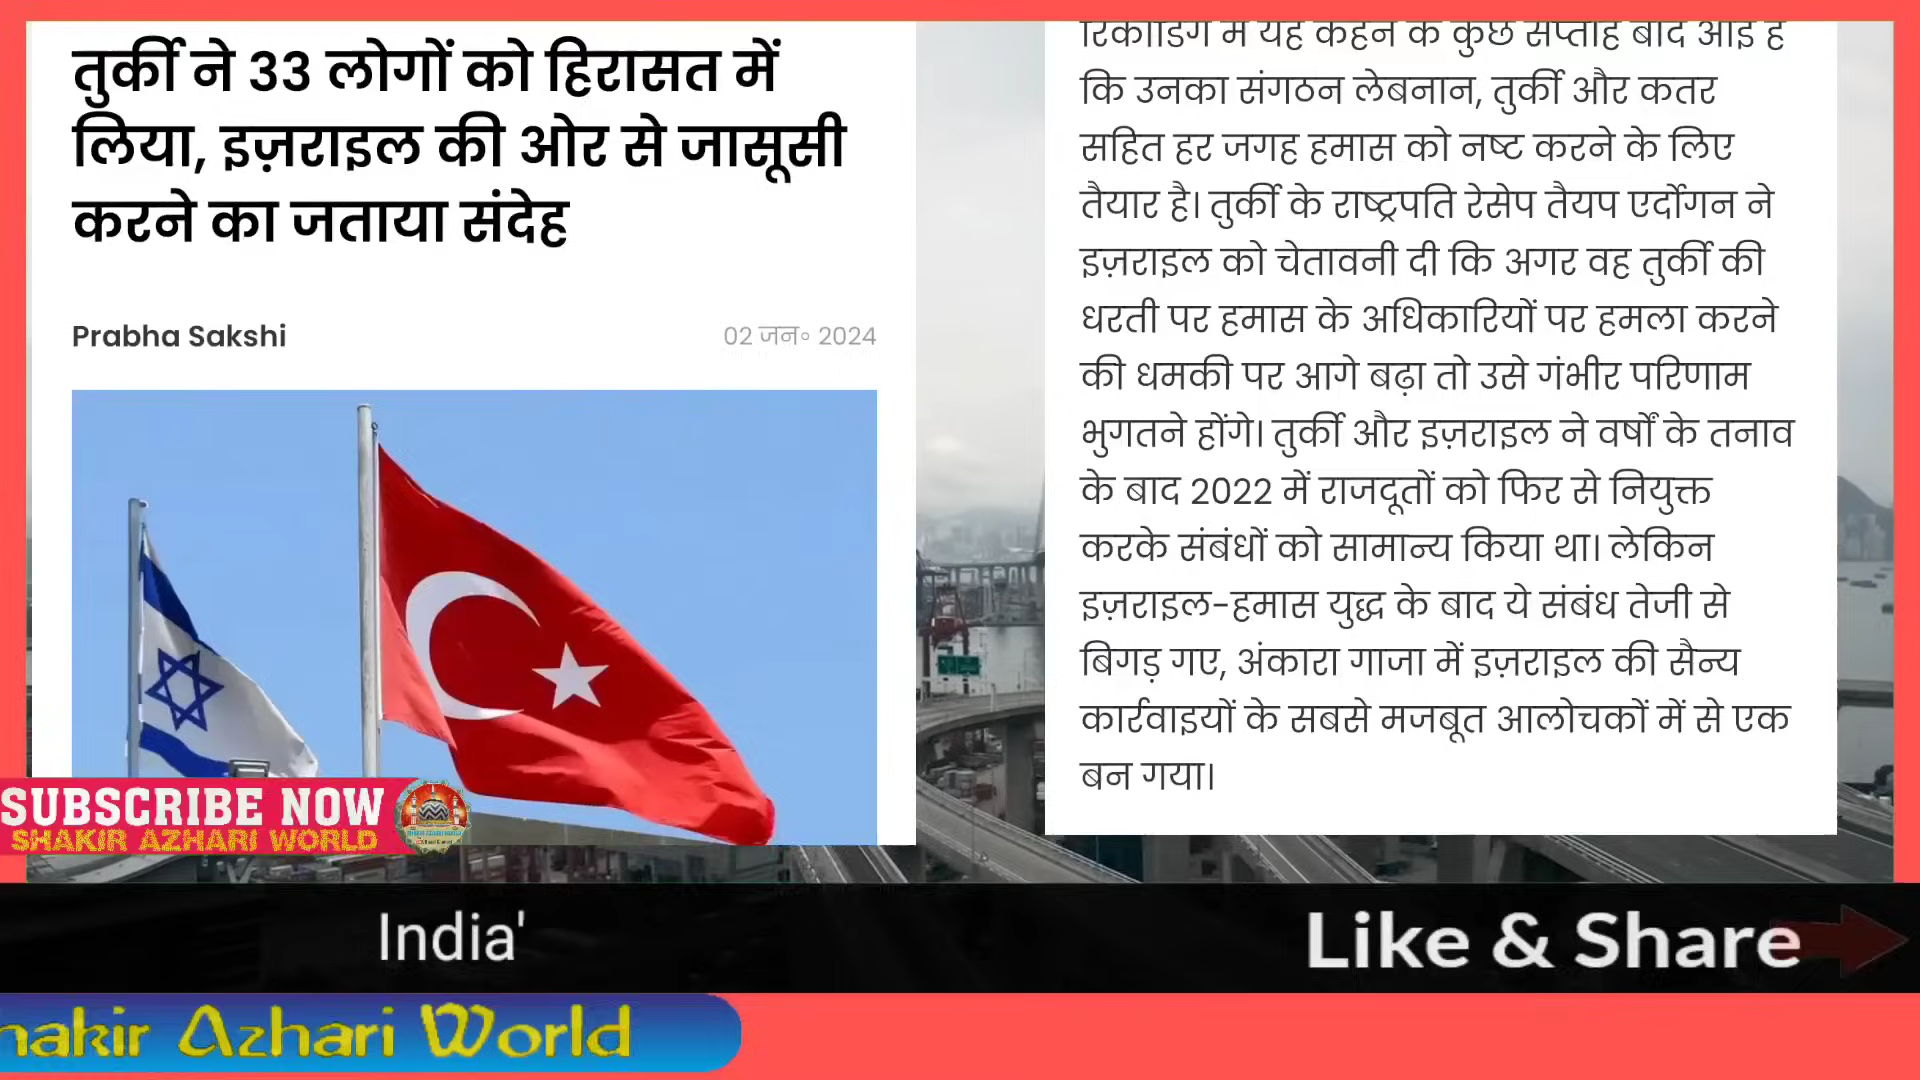 तुर्की ने 33 लोगों को हिरासत में
लिया, इज़राइल की ओर से जासूसी
करने का जताया संदेह
Prabha Sakshi
02 जन॰ 2024
रिकॉर्डिंग में यह कहने के कुछ सप्ताह बाद आई है
कि उनका संगठन लेबनान, तुर्की और कतर
सहित हर जगह हमास को नष्ट करने के लिए
तैयार है। तुर्की के राष्ट्रपति रेसेप तैयप एर्दोगन ने
इज़राइल को चेतावनी दी कि अगर वह तुर्की की
धरती पर हमास के अधिकारियों पर हमला करने
की धमकी पर आगे बढ़ा तो उसे गंभीर परिणाम
भुगतने होंगे। तुर्की और इज़राइल ने वर्षों के तनाव
के बाद 2022 में राजदूतों को फिर से नियुक्त
करके संबंधों को सामान्य किया था। लेकिन
इज़राइल-हमास युद्ध के बाद ये संबंध तेजी से
बिगड़ गए, अंकारा गाजा में इज़राइल की सैन्य
कार्रवाइयों के सबसे मजबूत आलोचकों में से एक
बन गया।
SUBSCRIBE NOW
SHAKIR AZHARI WORLD
India'
Like & Share
hakir Azhari World